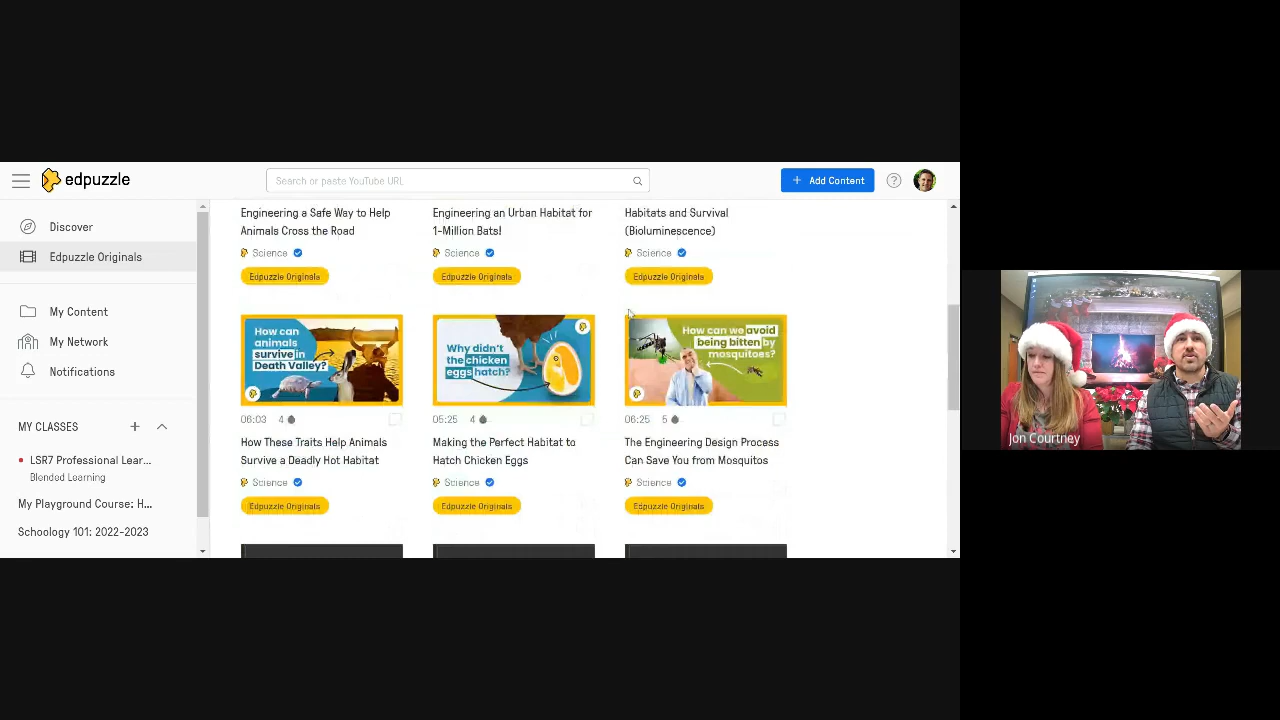 edpuzzle
Search or paste YouTube URL
+ Add Content
?
Discover
Edpuzzle Originals
My Content
My Network
Notifications
MY CLASSES
LSR7 Professional Lear...
Blended Learning
My Playground Course: H...
Schoology 101: 2022-2023
Engineering a Safe Way to Help
Animals Cross the Road
Science
Edpuzzle Originals
Engineering an Urban Habitat for
1-Million Bats!
Science
Edpuzzle Originals
Habitats and Survival
(Bioluminescence)
Science
Edpuzzle Originals
How can
animals
survive in
Death Valley?
06:03 4
How These Traits Help Animals
Survive a Deadly Hot Habitat
Science
Edpuzzle Originals
Why didn't
the chicken
eggs hatch?
05:25 4
Making the Perfect Habitat to
Hatch Chicken Eggs
Science
Edpuzzle Originals
How can we avoid
being bitten by
mosquitoes?
06:25 5
The Engineering Design Process
Can Save You from Mosquitos
Science
Edpuzzle Originals
Jon Courtney